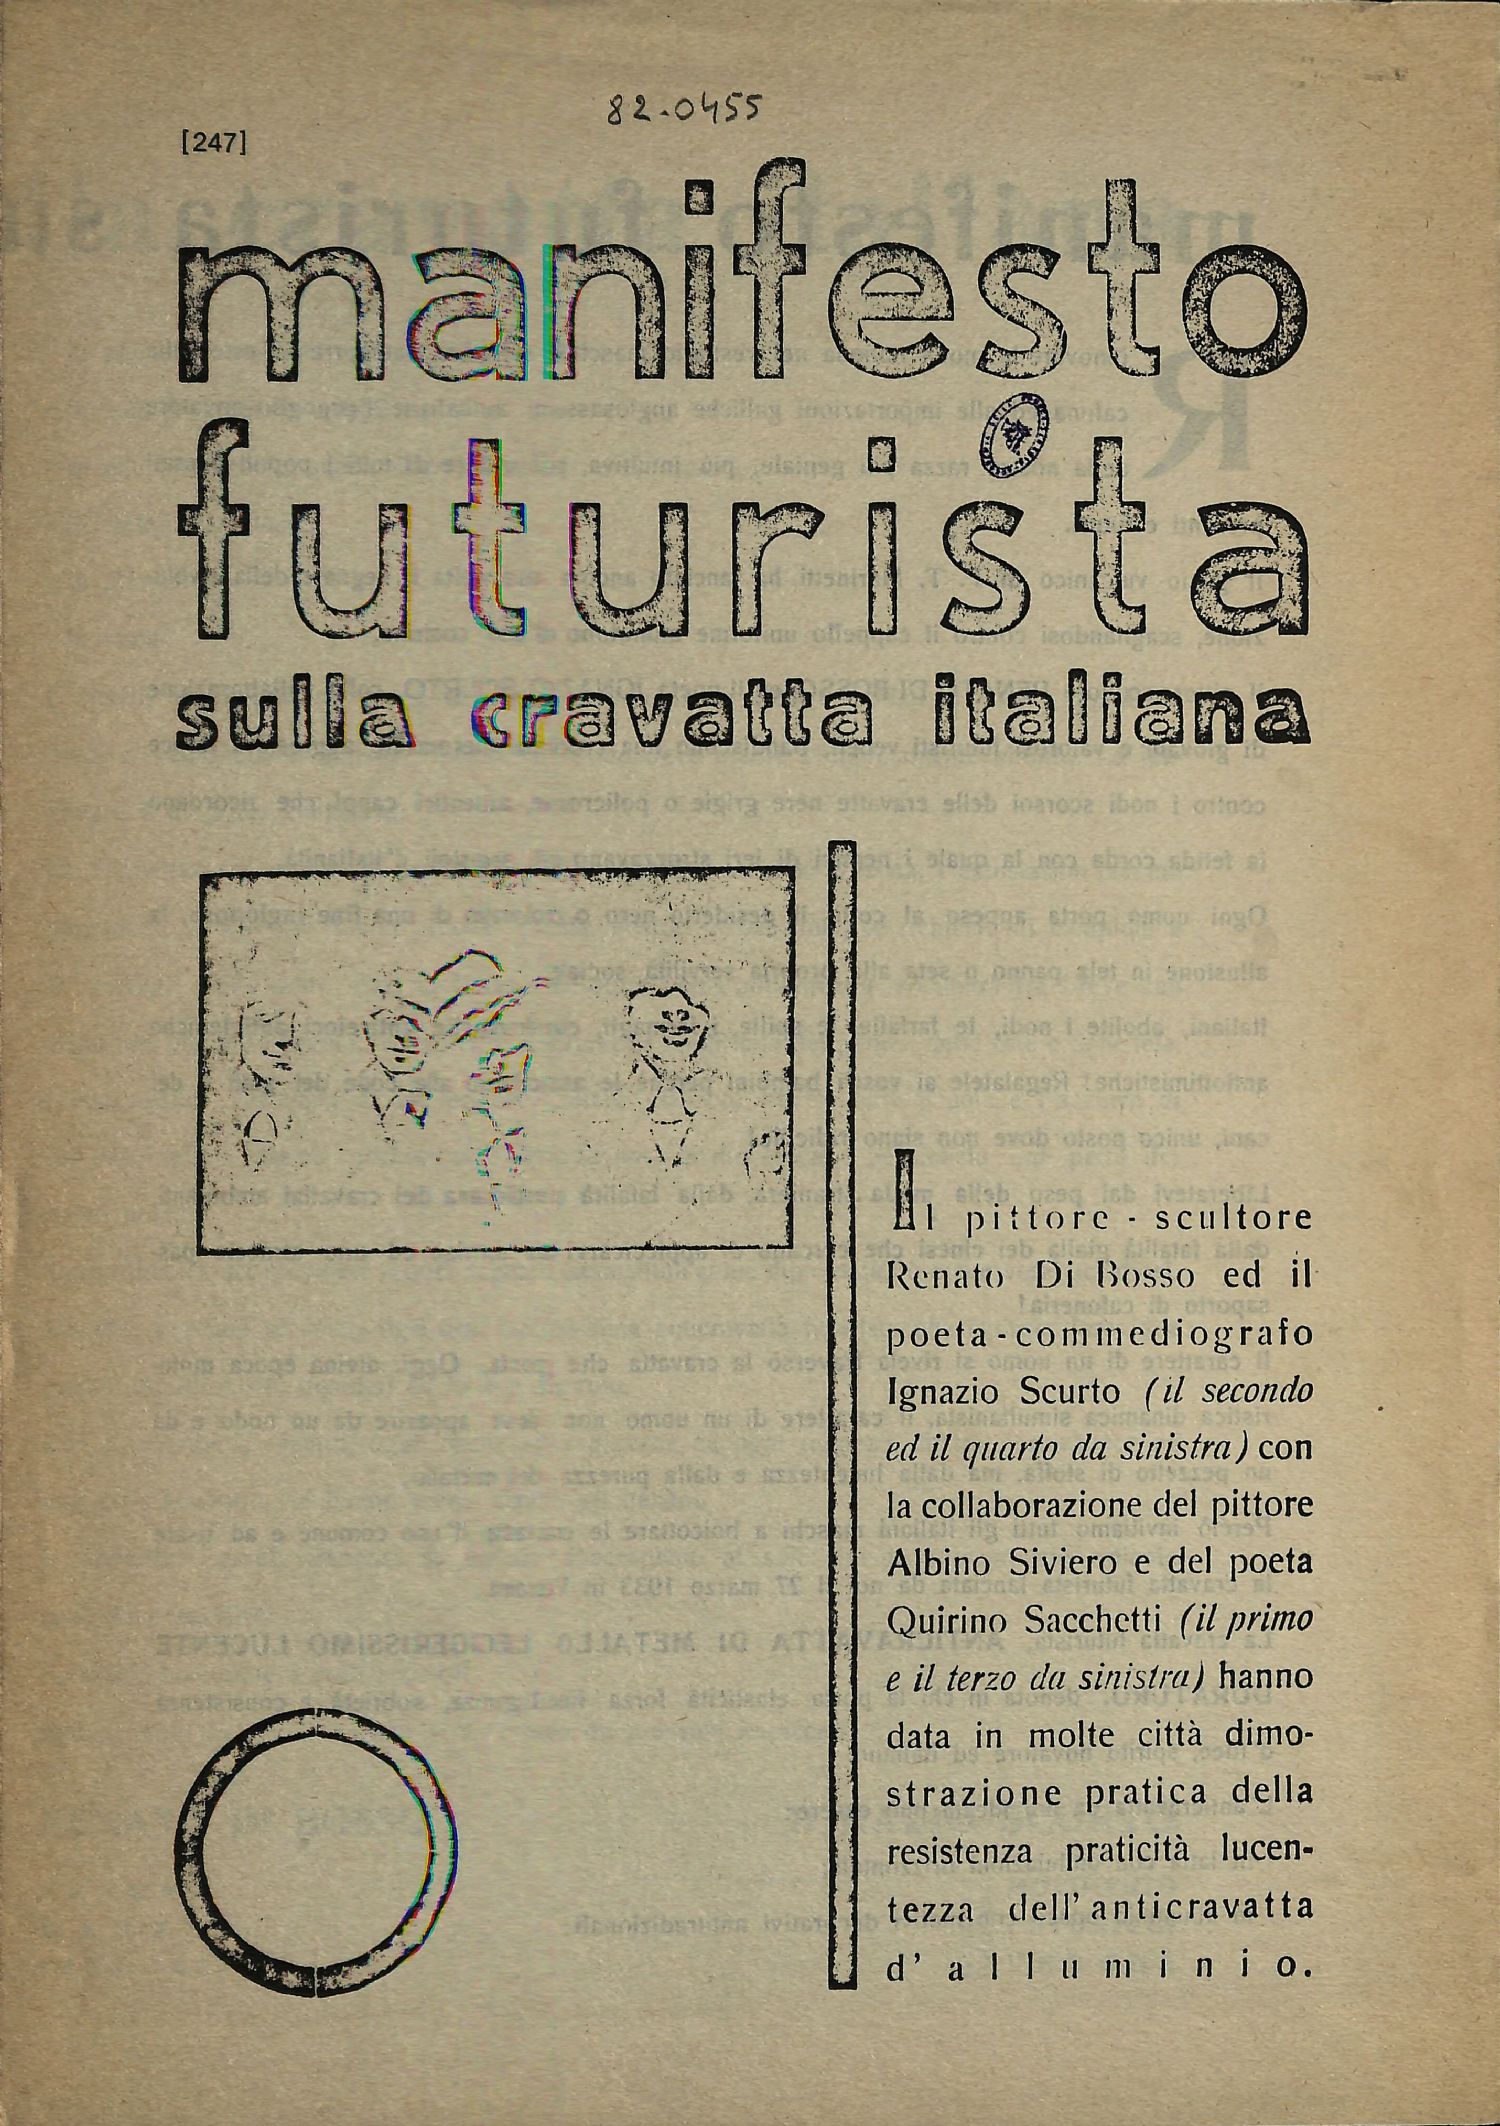 82.0455
[247]
manifesto
futurista
sulla cravatta italiana
Il pittore - scultore
Renato Di Bosso ed il
poeta - commediografo
Ignazio Scurto (il secondo
ed il quarto da sinistra) con
la collaborazione del pittore
Albino Siviero e del poeta
Quirino Sacchetti (il primo
e il terzo da sinistra) hanno
data in molte città dimo-
strazione pratica della
resistenza praticità lucen-
tezza dell' anticravatta
d' alluminio.